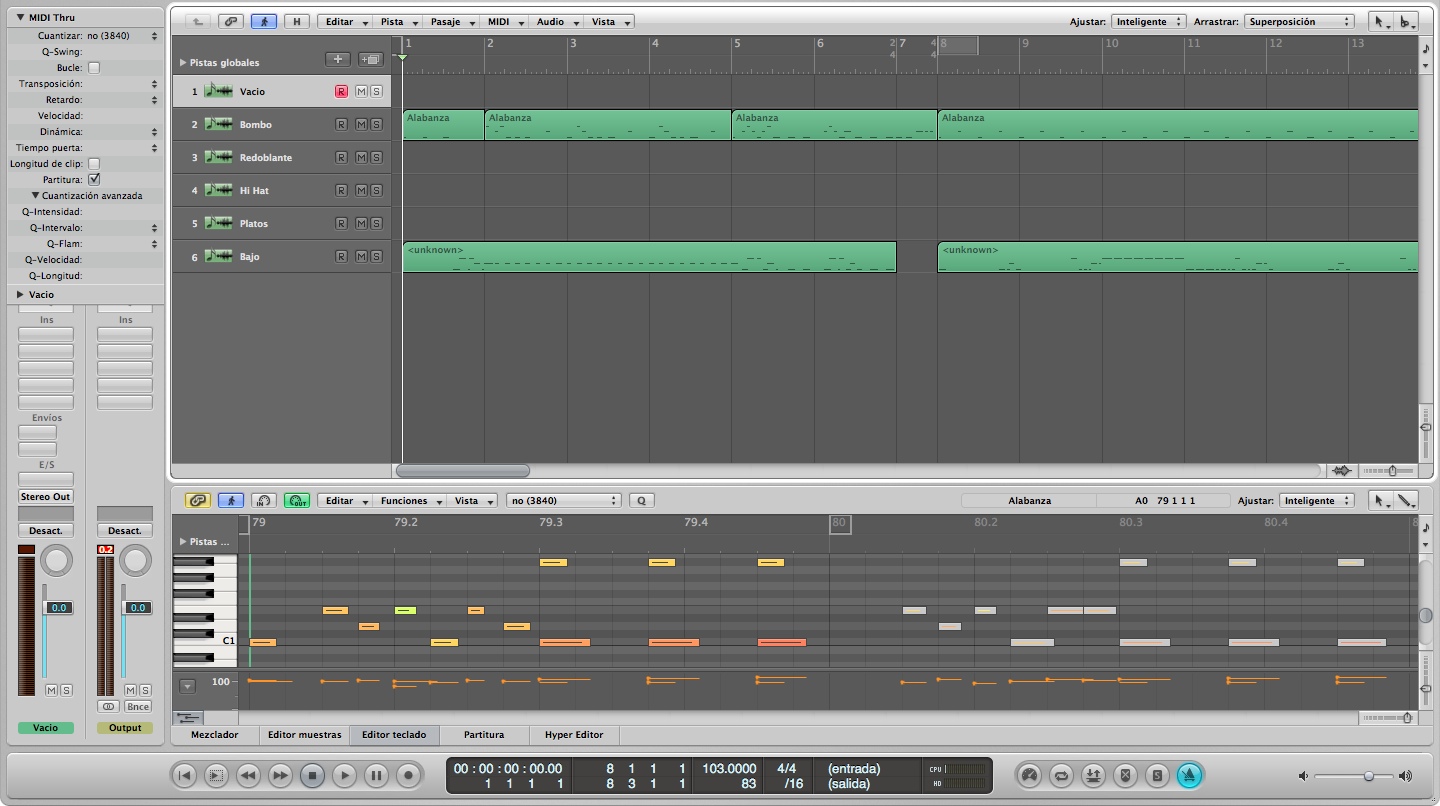 MIDI Thru
Cuantizar: no (3840)
Q-Swing:
Bucle:
Transposición:
Retardo:
Velocidad:
Dinámica:
Tiempo puerta:
Longitud de clip:
Partitura:
Cuantización avanzada
Q-Intensidad:
Q-Intervalo:
Q-Flam:
Q-Velocidad:
Q-Longitud:
Vacio
Ins Ins
Envíos
E/S
Stereo Out
Desact. Desact.
0.2
0.0 0.0
M S M S
Bnce
Vacio Output
H Editar Pista Pasaje MIDI Audio Vista Ajustar: Inteligente Arrastrar: Superposición
1 2 3 4 5 6 2 4 7 4 4 8 9 10 11 12 13
Pistas globales
1 Vacio R M S
2 Bombo R M S Alabanza Alabanza Alabanza Alabanza
3 Redoblante R M S
4 Hi Hat R M S
5 Platos R M S
6 Bajo R M S <unknown> <unknown>
IN OUT Editar Funciones Vista no (3840) Q Alabanza A0 79 1 1 1 Ajustar: Inteligente
79 79.2 79.3 79.4 80 80.2 80.3 80.4 8
Pistas ...
C1
100
Mezclador Editor muestras Editor teclado Partitura Hyper Editor
00 : 00 : 00 : 00.00 8 1 1 1 103.0000 4/4 (entrada) CPU
1 1 1 1 8 3 1 1 83 /16 (salida) HD
S